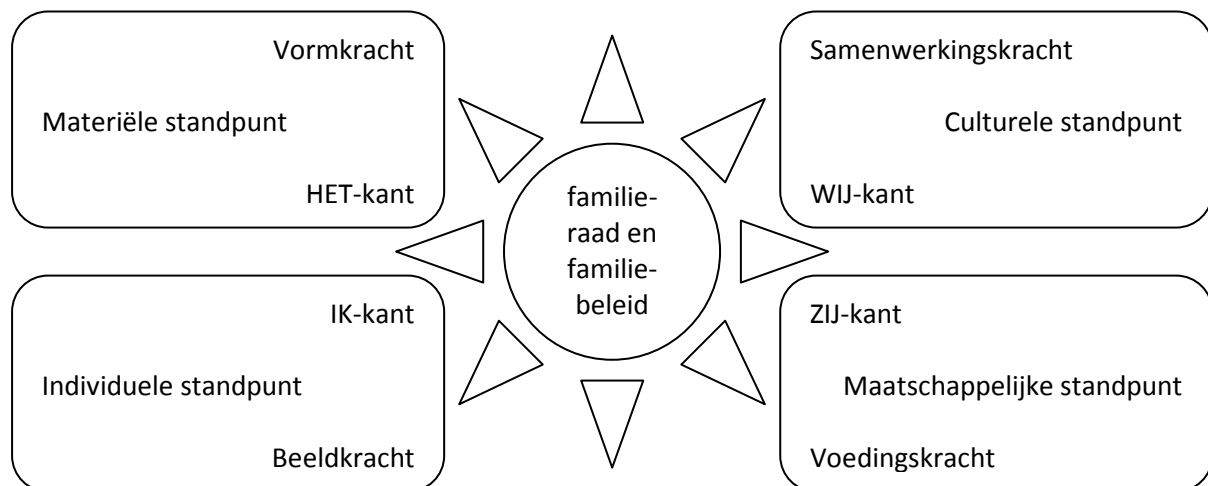 Vormkracht
Materiële standpunt
HET-kant
Samenwerkingskracht
Culturele standpunt
WIJ-kant
familie-
raad en
familie-
beleid
IK-kant
Individuele standpunt
Beeldkracht
ZIJ-kant
Maatschappelijke standpunt
Voedingskracht